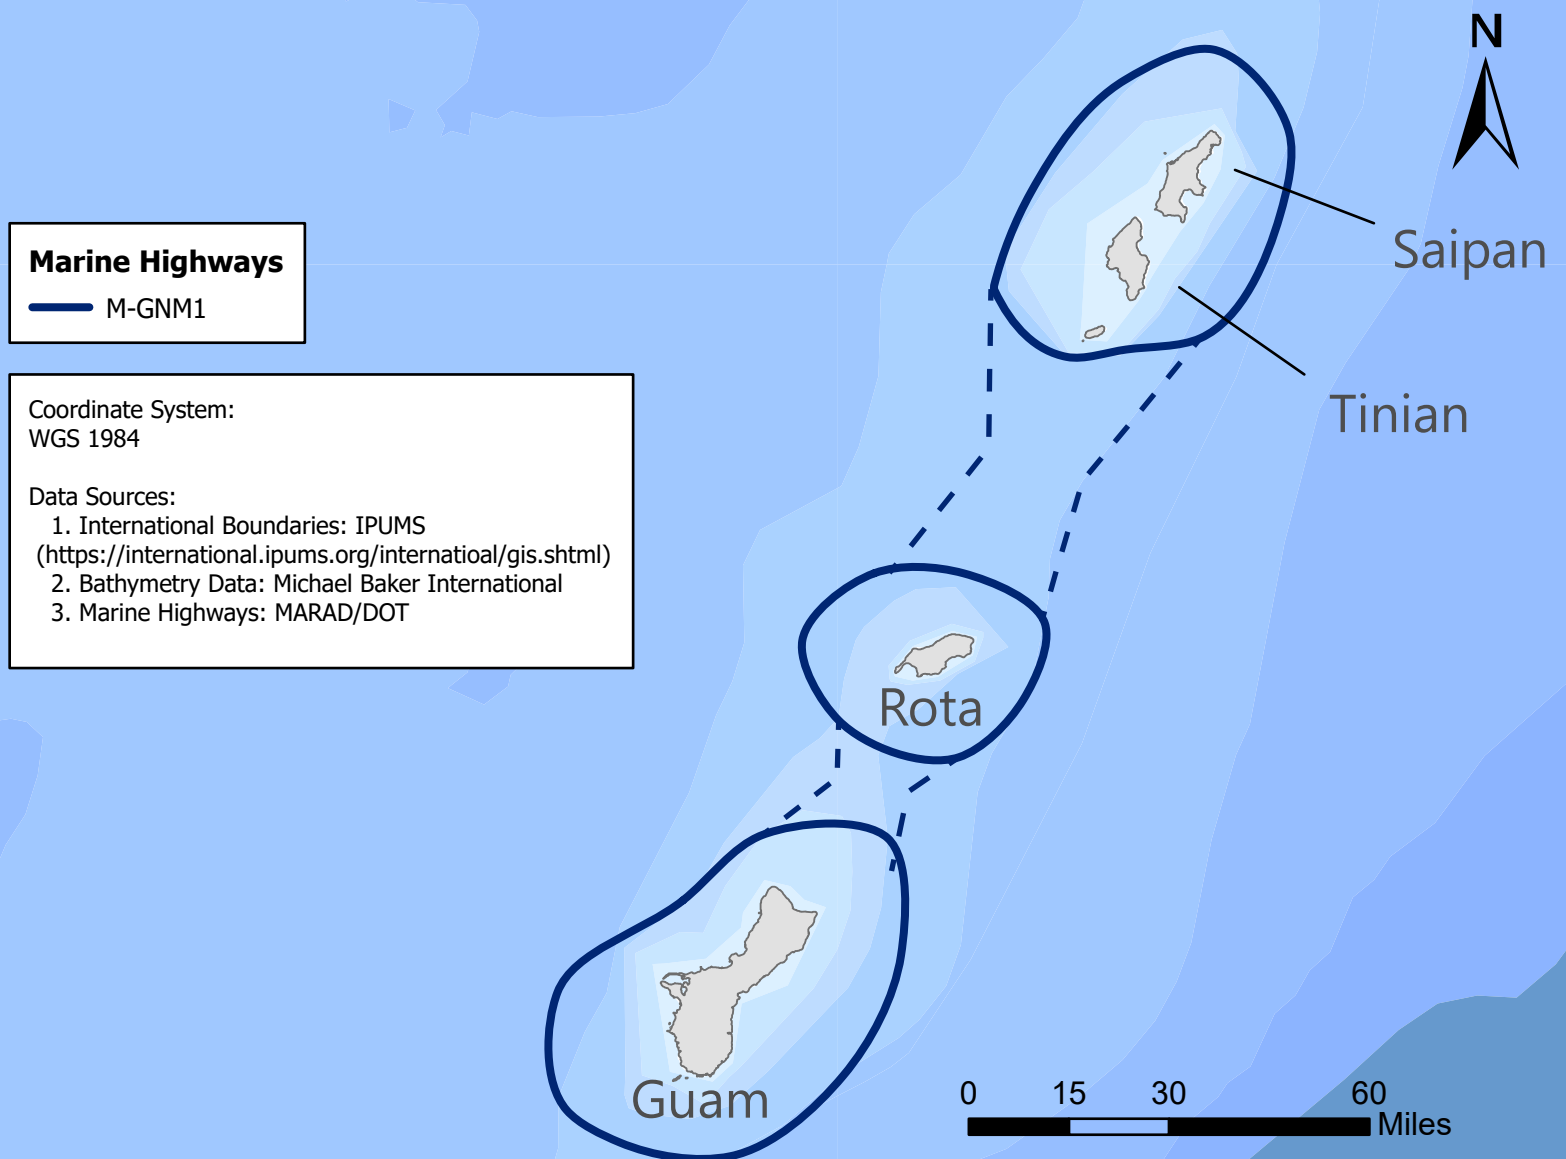 N
Saipan
Tinian
Marine Highways
M-GNM1
Coordinate System:
WGS 1984
Data Sources:
1. International Boundaries: IPUMS
(https://international.ipums.org/internatioal/gis.shtml)
2. Bathymetry Data: Michael Baker International
3. Marine Highways: MARAD/DOT
Rota
Guam
0 15 30 60
Miles